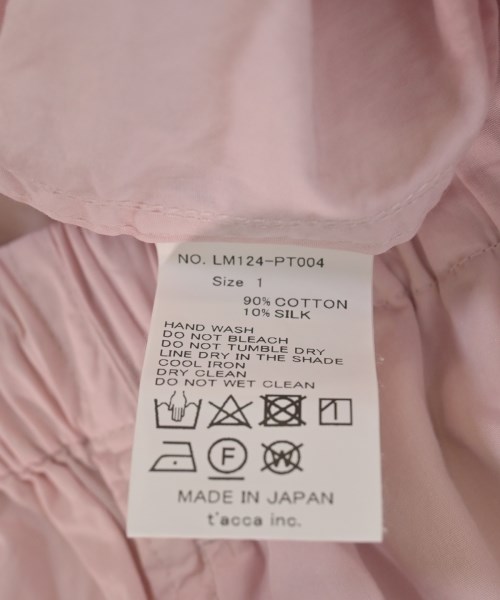 NO. LM124-PT004
Size 1
90% COTTON
10% SILK
HAND WASH
DO NOT BLEACH
DO NOT TUMBLE DRY
LINE DRY IN THE SHADE
COOL IRON
DRY CLEAN
DO NOT WET CLEAN
F W
MADE IN JAPAN
t'acca inc.